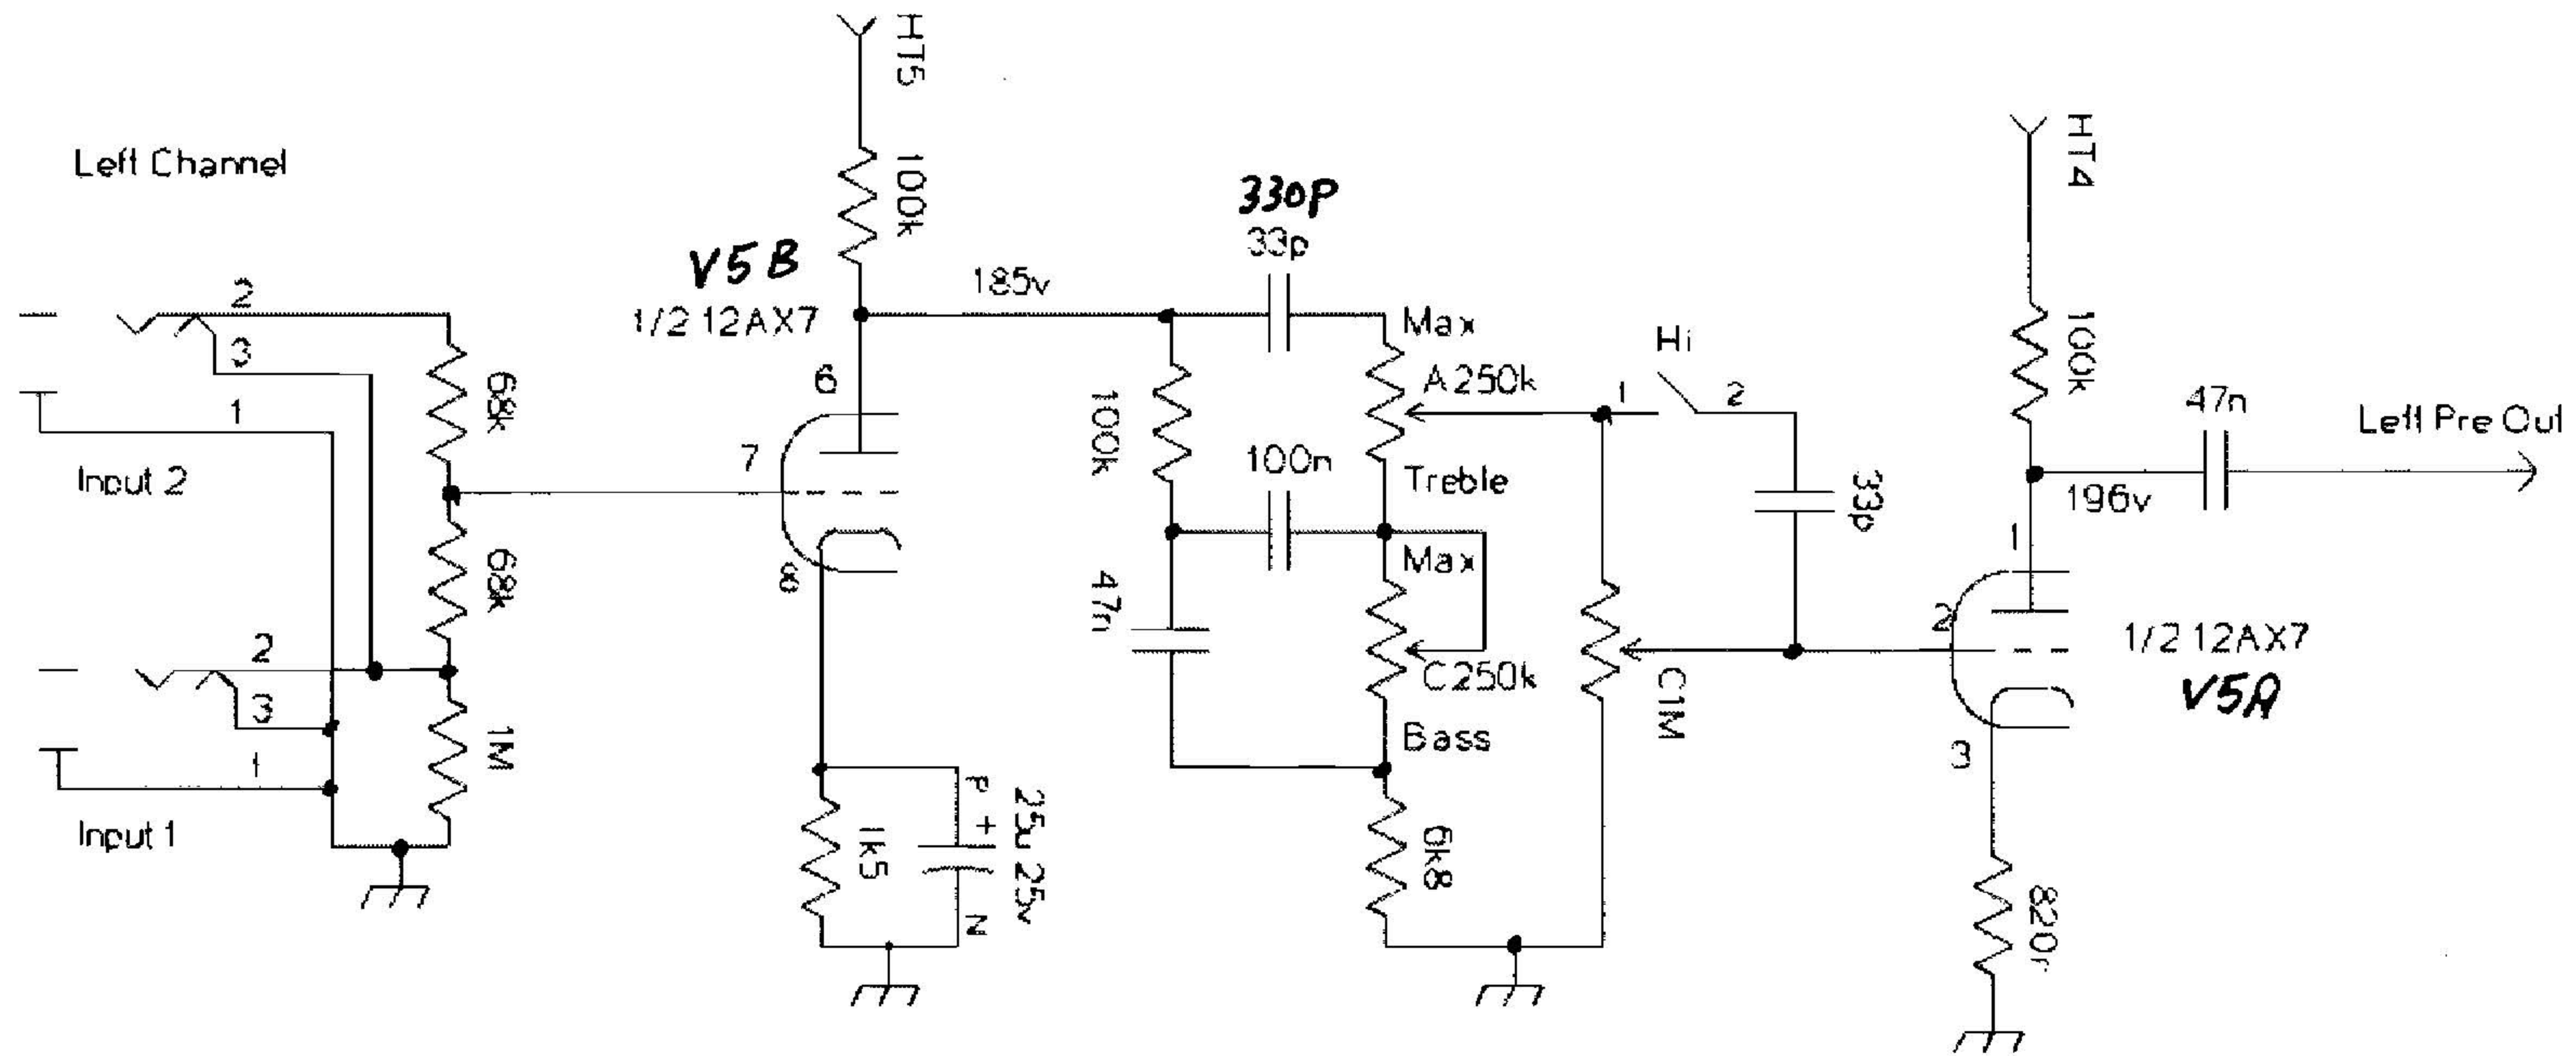 Left Channel
2
3
1
Input 2
68k
68k
2
3
1
Input 1
1M
HT5
100k
V5B
1/2 12AX7
6
7
8
185v
1k5
P
+
25u 25v
N
330P
33p
Max
A250k
100k
100n
Treble
Max
47n
C250k
Bass
6k8
Hi
1
2
33p
C1M
HT4
100k
47n
Left Pre Out
196v
1
2
3
1/2 12AX7
V5A
820r